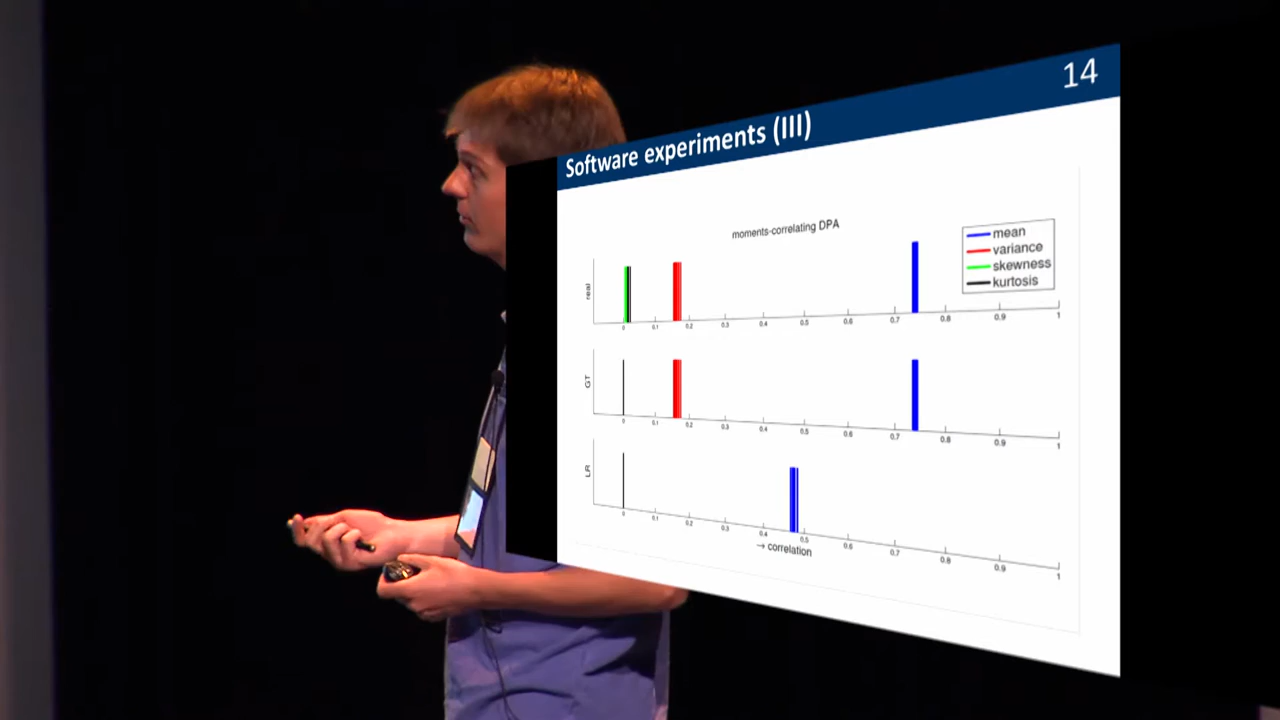 14
Software experiments (III)
moments-correlating DPA
mean
variance
skewness
kurtosis
real
0 0.1 0.2 0.3 0.4 0.5 0.6 0.7 0.8 0.9 1
GT
0 0.1 0.2 0.3 0.4 0.5 0.6 0.7 0.8 0.9 1
LR
0 0.1 0.2 0.3 0.4 0.5 0.6 0.7 0.8 0.9 1
→ correlation